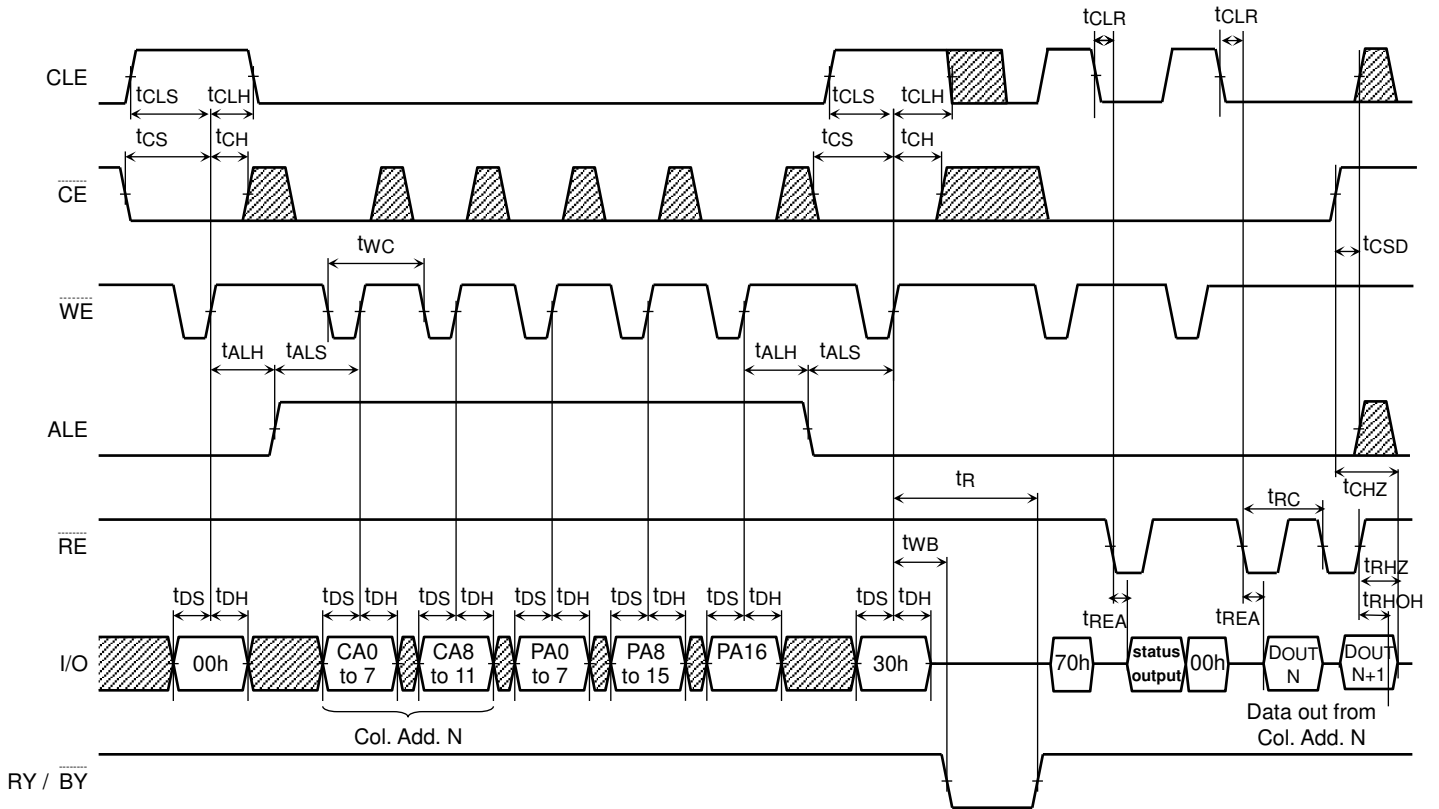 tCLR tCLR
CLE
tCLS tCLH tCLS tCLH
tCS tCH tCS tCH
CE
tWC tCSD
WE
tALH tALS tALH tALS
ALE
tR tCHZ
tRC
RE
tWB
tRHZ
tDS tDH tDS tDH tDS tDH tDS tDH tDS tDH tDS tDH tDS tDH tREA tREA tRHOH
I/O 00h CA0 to 7 CA8 to 11 PA0 to 7 PA8 to 15 PA16 30h 70h status output 00h DOUT N DOUT N+1
Col. Add. N
Data out from
Col. Add. N
RY / BY